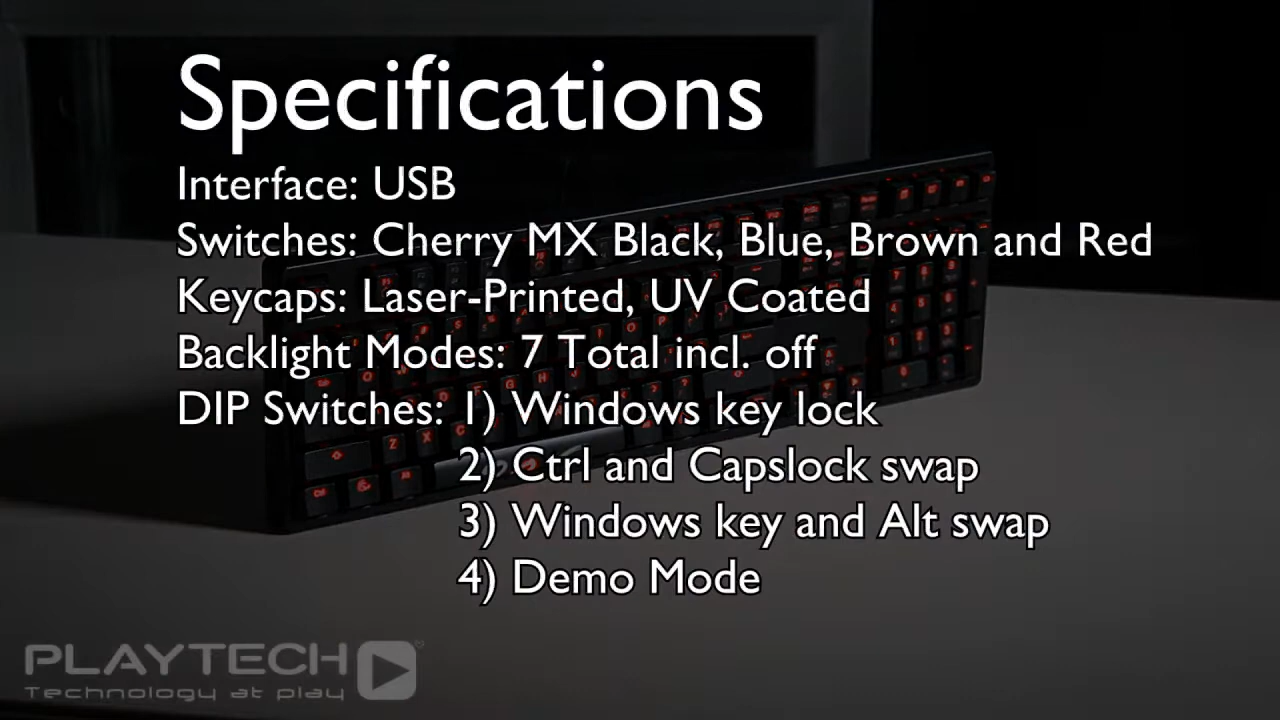 Specifications
Interface: USB
Switches: Cherry MX Black, Blue, Brown and Red
Keycaps: Laser-Printed, UV Coated
Backlight Modes: 7 Total incl. off
DIP Switches: 1) Windows key lock
2) Ctrl and Capslock swap
3) Windows key and Alt swap
4) Demo Mode
PLAYTECH
Technology at play